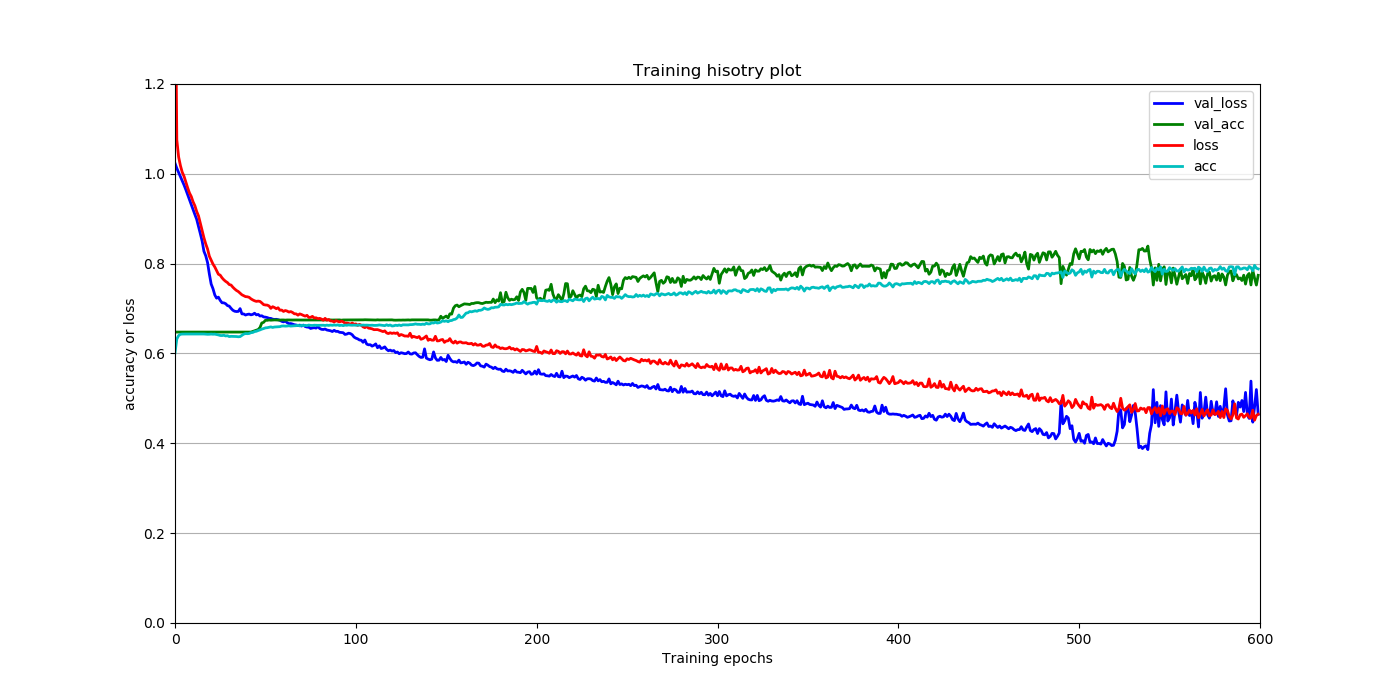 Training hisotry plot
1.2
1.0
0.8
0.6
0.4
0.2
0.0
accuracy or loss
val_loss
val_acc
loss
acc
0 100 200 300 400 500 600
Training epochs